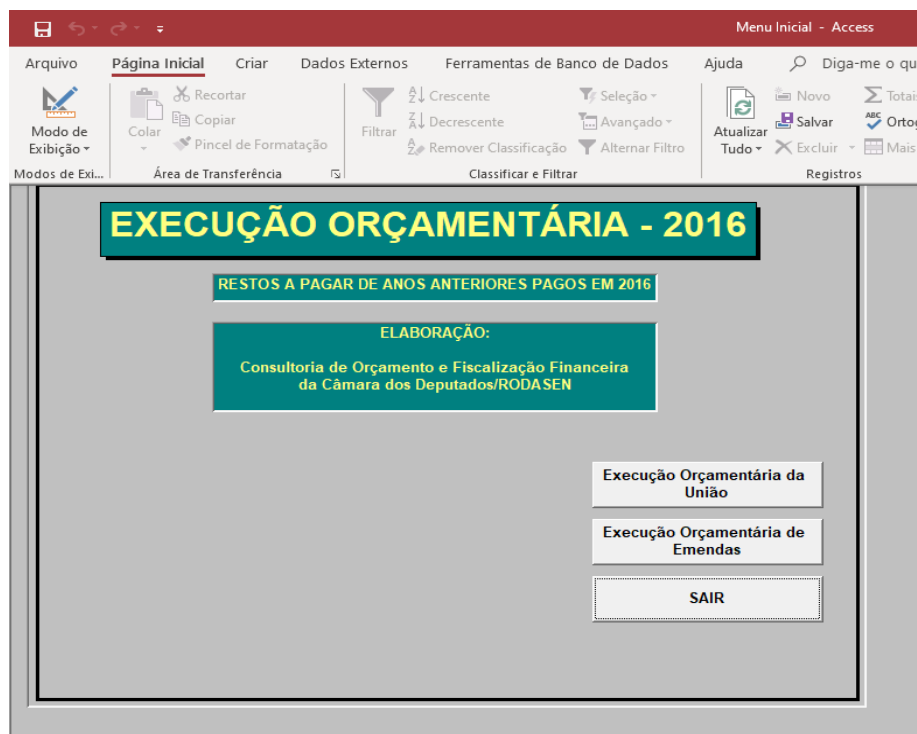 Menu Inicial - Access
Arquivo Página Inicial Criar Dados Externos Ferramentas de Banco de Dados Ajuda Diga-me o qu
Modo de
Exibição
Modos de Exi...
Colar
Recortar
Copiar
Pincel de Formatação
Área de Transferência
Filtrar
Crescente
Decrescente
Remover Classificação
Seleção
Avançado
Alternar Filtro
Classificar e Filtrar
Atualizar
Tudo
Novo
Salvar
Excluir
Totais
Ortog
Mais
Registros
EXECUÇÃO ORÇAMENTÁRIA - 2016
RESTOS A PAGAR DE ANOS ANTERIORES PAGOS EM 2016
ELABORAÇÃO:
Consultoria de Orçamento e Fiscalização Financeira
da Câmara dos Deputados/RODASEN
Execução Orçamentária da
União
Execução Orçamentária de
Emendas
SAIR